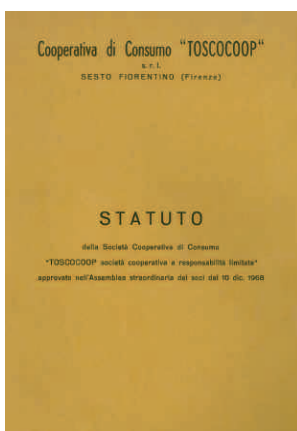 Cooperativa di Consumo "TOSCOCOOP"
s. r. l.
SESTO FIORENTINO (Firenze)
STATUTO
della Società Cooperativa di Consumo
"TOSCOCOOP società cooperativa a responsabilità limitata"
approvato nell'Assemblea straordinaria dei soci del 16 dic. 1968